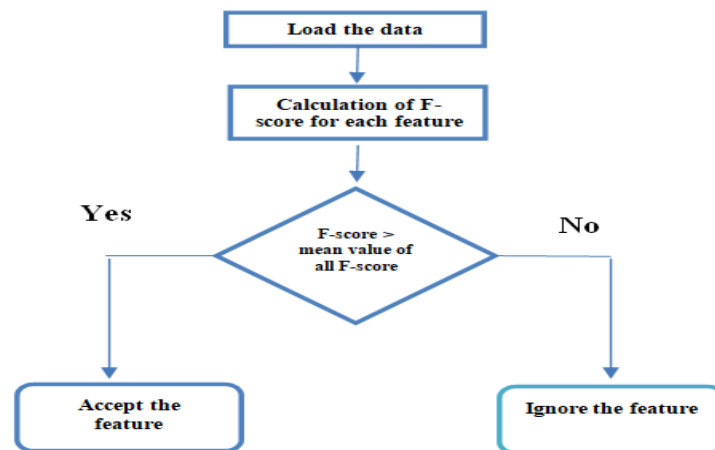 Load the data
Calculation of F-
score for each feature
Yes
F-score >
mean value of
all F-score
No
Accept the
feature
Ignore the feature